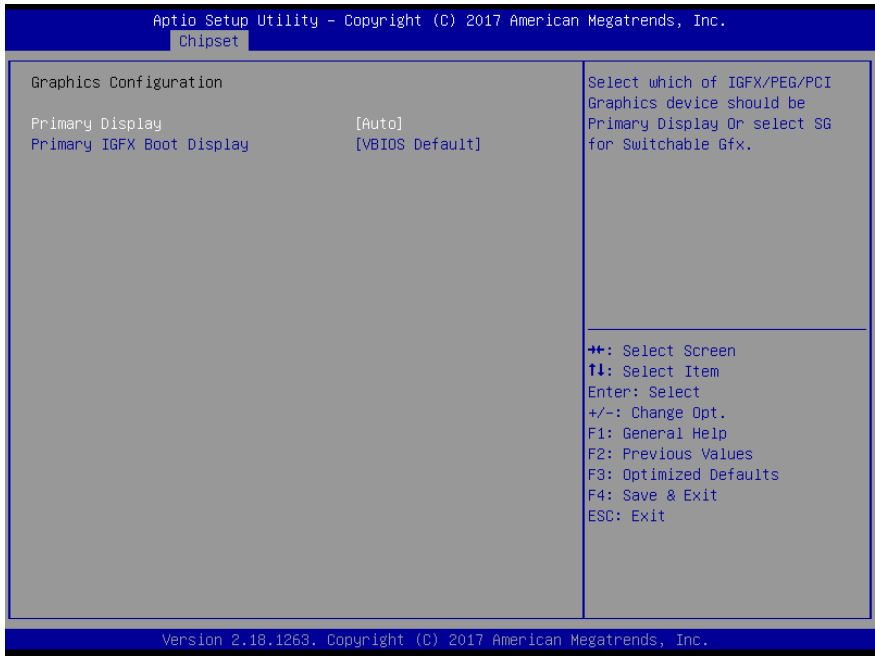 Aptio Setup Utility – Copyright (C) 2017 American Megatrends, Inc.
Chipset
Graphics Configuration
Primary Display [Auto]
Primary IGFX Boot Display [VBIOS Default]
Select which of IGFX/PEG/PCI
Graphics device should be
Primary Display Or select SG
for Switchable Gfx.
→←: Select Screen
↑↓: Select Item
Enter: Select
+/-: Change Opt.
F1: General Help
F2: Previous Values
F3: Optimized Defaults
F4: Save & Exit
ESC: Exit
Version 2.18.1263. Copyright (C) 2017 American Megatrends, Inc.